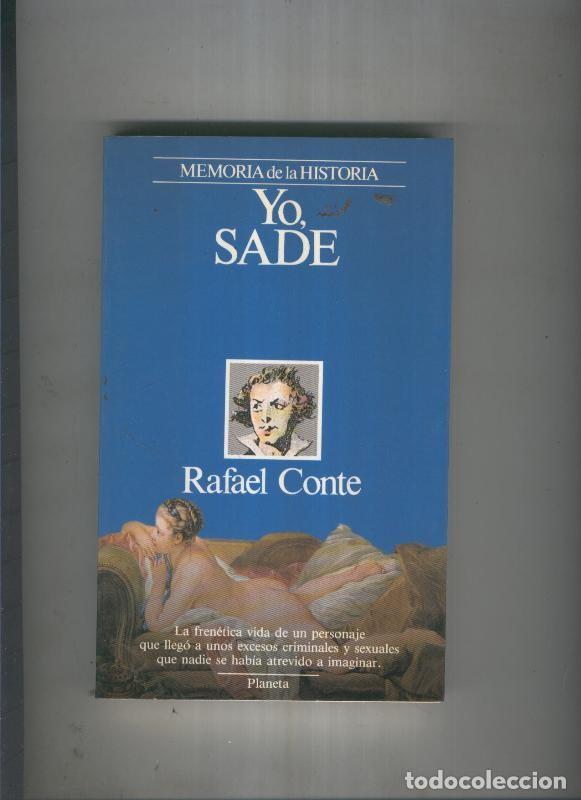 MEMORIA de la HISTORIA
Yo,
SADE
Rafael Conte
La frenética vida de un personaje
que llegó a unos excesos criminales y sexuales
que nadie se había atrevido a imaginar.
Planeta
todocoleccion